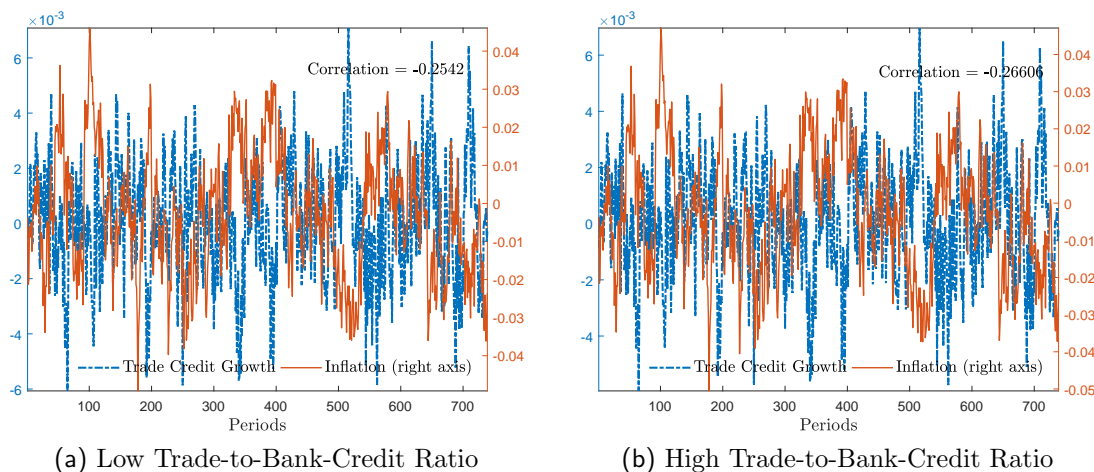 ×10⁻³
×10⁻³
6
4
2
0
-2
-4
-6
0.04
0.03
0.02
0.01
0
-0.01
-0.02
-0.03
-0.04
Correlation = -0.2542
Trade Credit Growth
Inflation (right axis)
100 200 300 400 500 600 700
Periods
(a) Low Trade-to-Bank-Credit Ratio
6
4
2
0
-2
-4
0.04
0.03
0.02
0.01
0
-0.01
-0.02
-0.03
-0.04
-0.05
Correlation = -0.26606
Trade Credit Growth
Inflation (right axis)
100 200 300 400 500 600 700
Periods
(b) High Trade-to-Bank-Credit Ratio